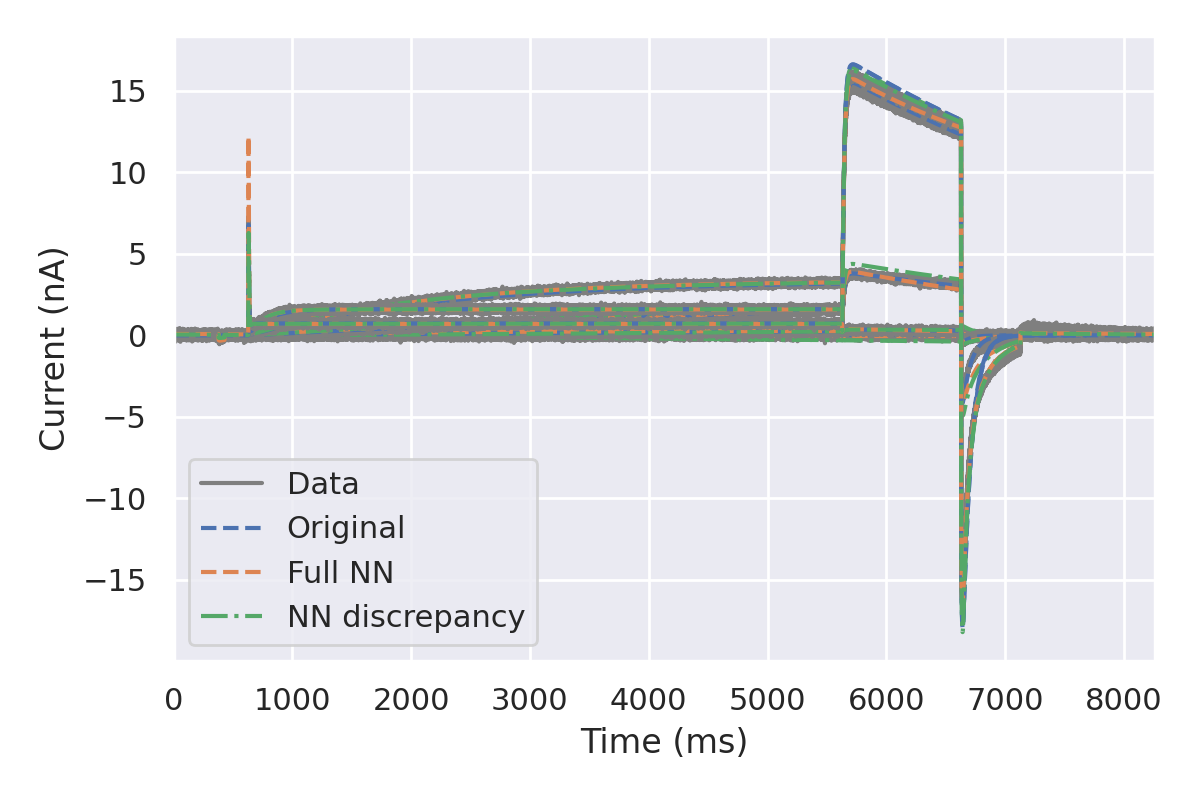 15
10
5
0
−5
−10
−15
Current (nA)
Data
Original
Full NN
NN discrepancy
0 1000 2000 3000 4000 5000 6000 7000 8000
Time (ms)